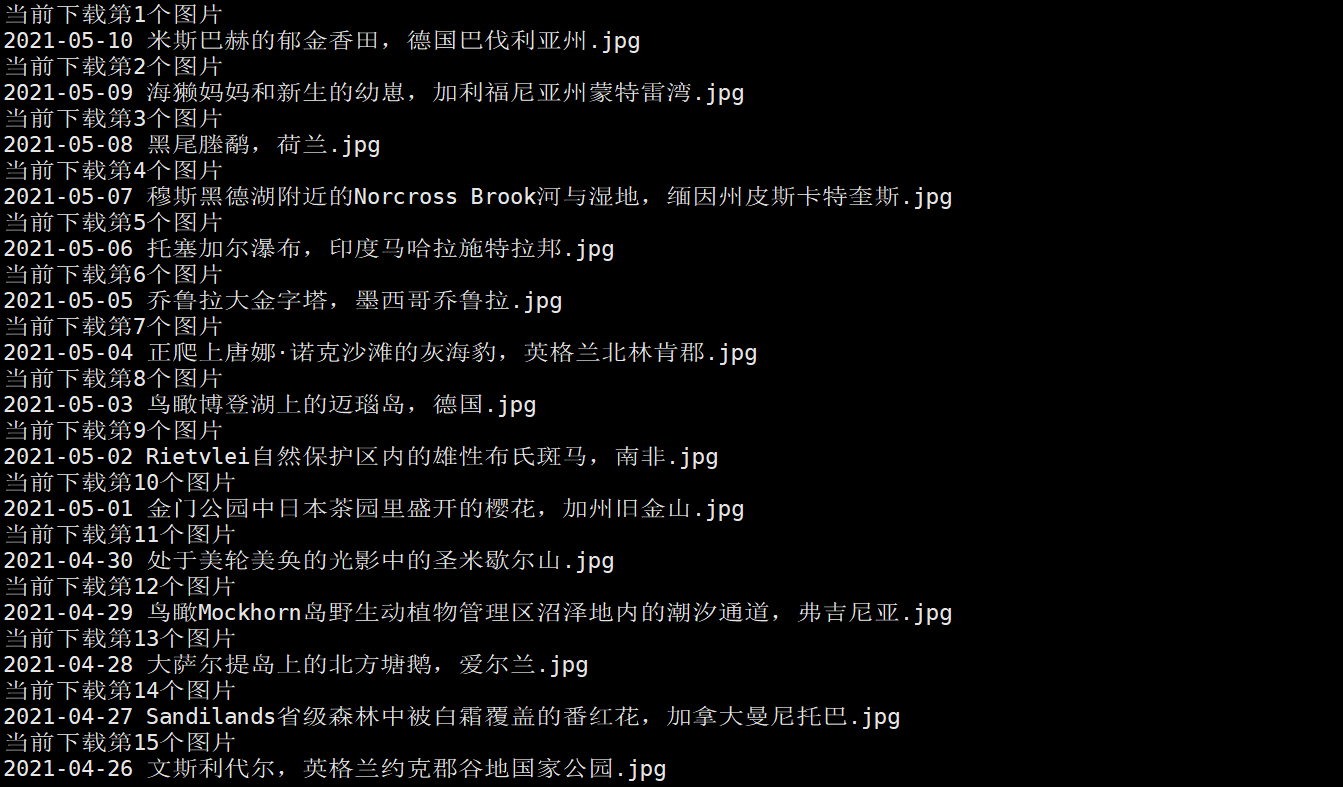 当前下载第1个图片
2021-05-10 米斯巴赫的郁金香田，德国巴伐利亚州.jpg
当前下载第2个图片
2021-05-09 海獭妈妈和新生的幼崽，加利福尼亚州蒙特雷湾.jpg
当前下载第3个图片
2021-05-08 黑尾塍鹬，荷兰.jpg
当前下载第4个图片
2021-05-07 穆斯黑德湖附近的Norcross Brook河与湿地，缅因州皮斯卡特奎斯.jpg
当前下载第5个图片
2021-05-06 托塞加尔瀑布，印度马哈拉施特拉邦.jpg
当前下载第6个图片
2021-05-05 乔鲁拉大金字塔，墨西哥乔鲁拉.jpg
当前下载第7个图片
2021-05-04 正爬上唐娜·诺克沙滩的灰海豹，英格兰北林肯郡.jpg
当前下载第8个图片
2021-05-03 鸟瞰博登湖上的迈瑙岛，德国.jpg
当前下载第9个图片
2021-05-02 Rietvlei自然保护区内的雄性布氏斑马，南非.jpg
当前下载第10个图片
2021-05-01 金门公园中日本茶园里盛开的樱花，加州旧金山.jpg
当前下载第11个图片
2021-04-30 处于美轮美奂的光影中的圣米歇尔山.jpg
当前下载第12个图片
2021-04-29 鸟瞰Mockhorn岛野生动植物管理区沼泽地内的潮汐通道，弗吉尼亚.jpg
当前下载第13个图片
2021-04-28 大萨尔提岛上的北方塘鹅，爱尔兰.jpg
当前下载第14个图片
2021-04-27 Sandilands省级森林中被白霜覆盖的番红花，加拿大曼尼托巴.jpg
当前下载第15个图片
2021-04-26 文斯利代尔，英格兰约克郡谷地国家公园.jpg